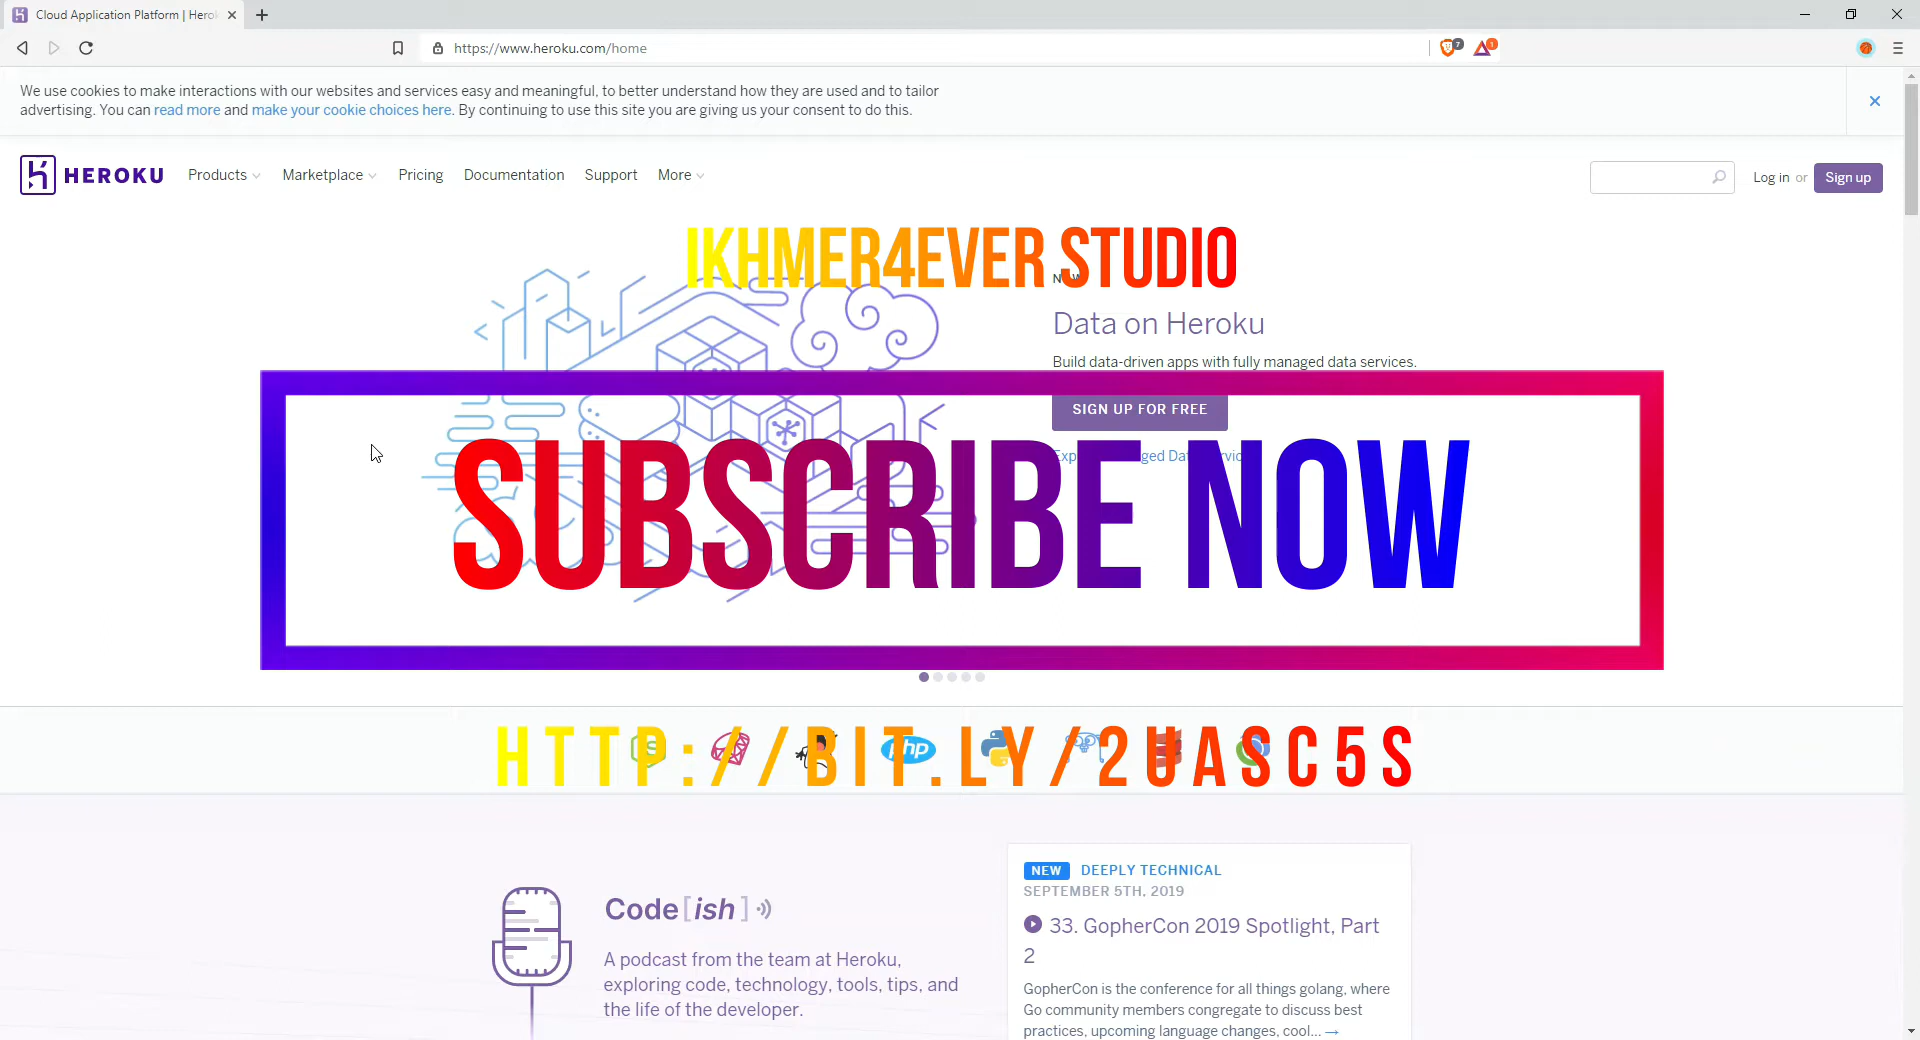 Cloud Application Platform | Hero
https://www.heroku.com/home
7
1
We use cookies to make interactions with our websites and services easy and meaningful, to better understand how they are used and to tailor
advertising. You can read more and make your cookie choices here. By continuing to use this site you are giving us your consent to do this.
HEROKU
Products
Marketplace
Pricing
Documentation
Support
More
Log in or
Sign up
IKHMER4EVER STUDIO
Data on Heroku
Build data-driven apps with fully managed data services.
SIGN UP FOR FREE
SUBSCRIBE NOW
HTTP://BIT.LY/2UASC5S
php
Code[ish]
A podcast from the team at Heroku,
exploring code, technology, tools, tips, and
the life of the developer.
NEW DEEPLY TECHNICAL
SEPTEMBER 5TH, 2019
33. GopherCon 2019 Spotlight, Part
2
GopherCon is the conference for all things golang, where
Go community members congregate to discuss best
practices, upcoming language changes, cool... →